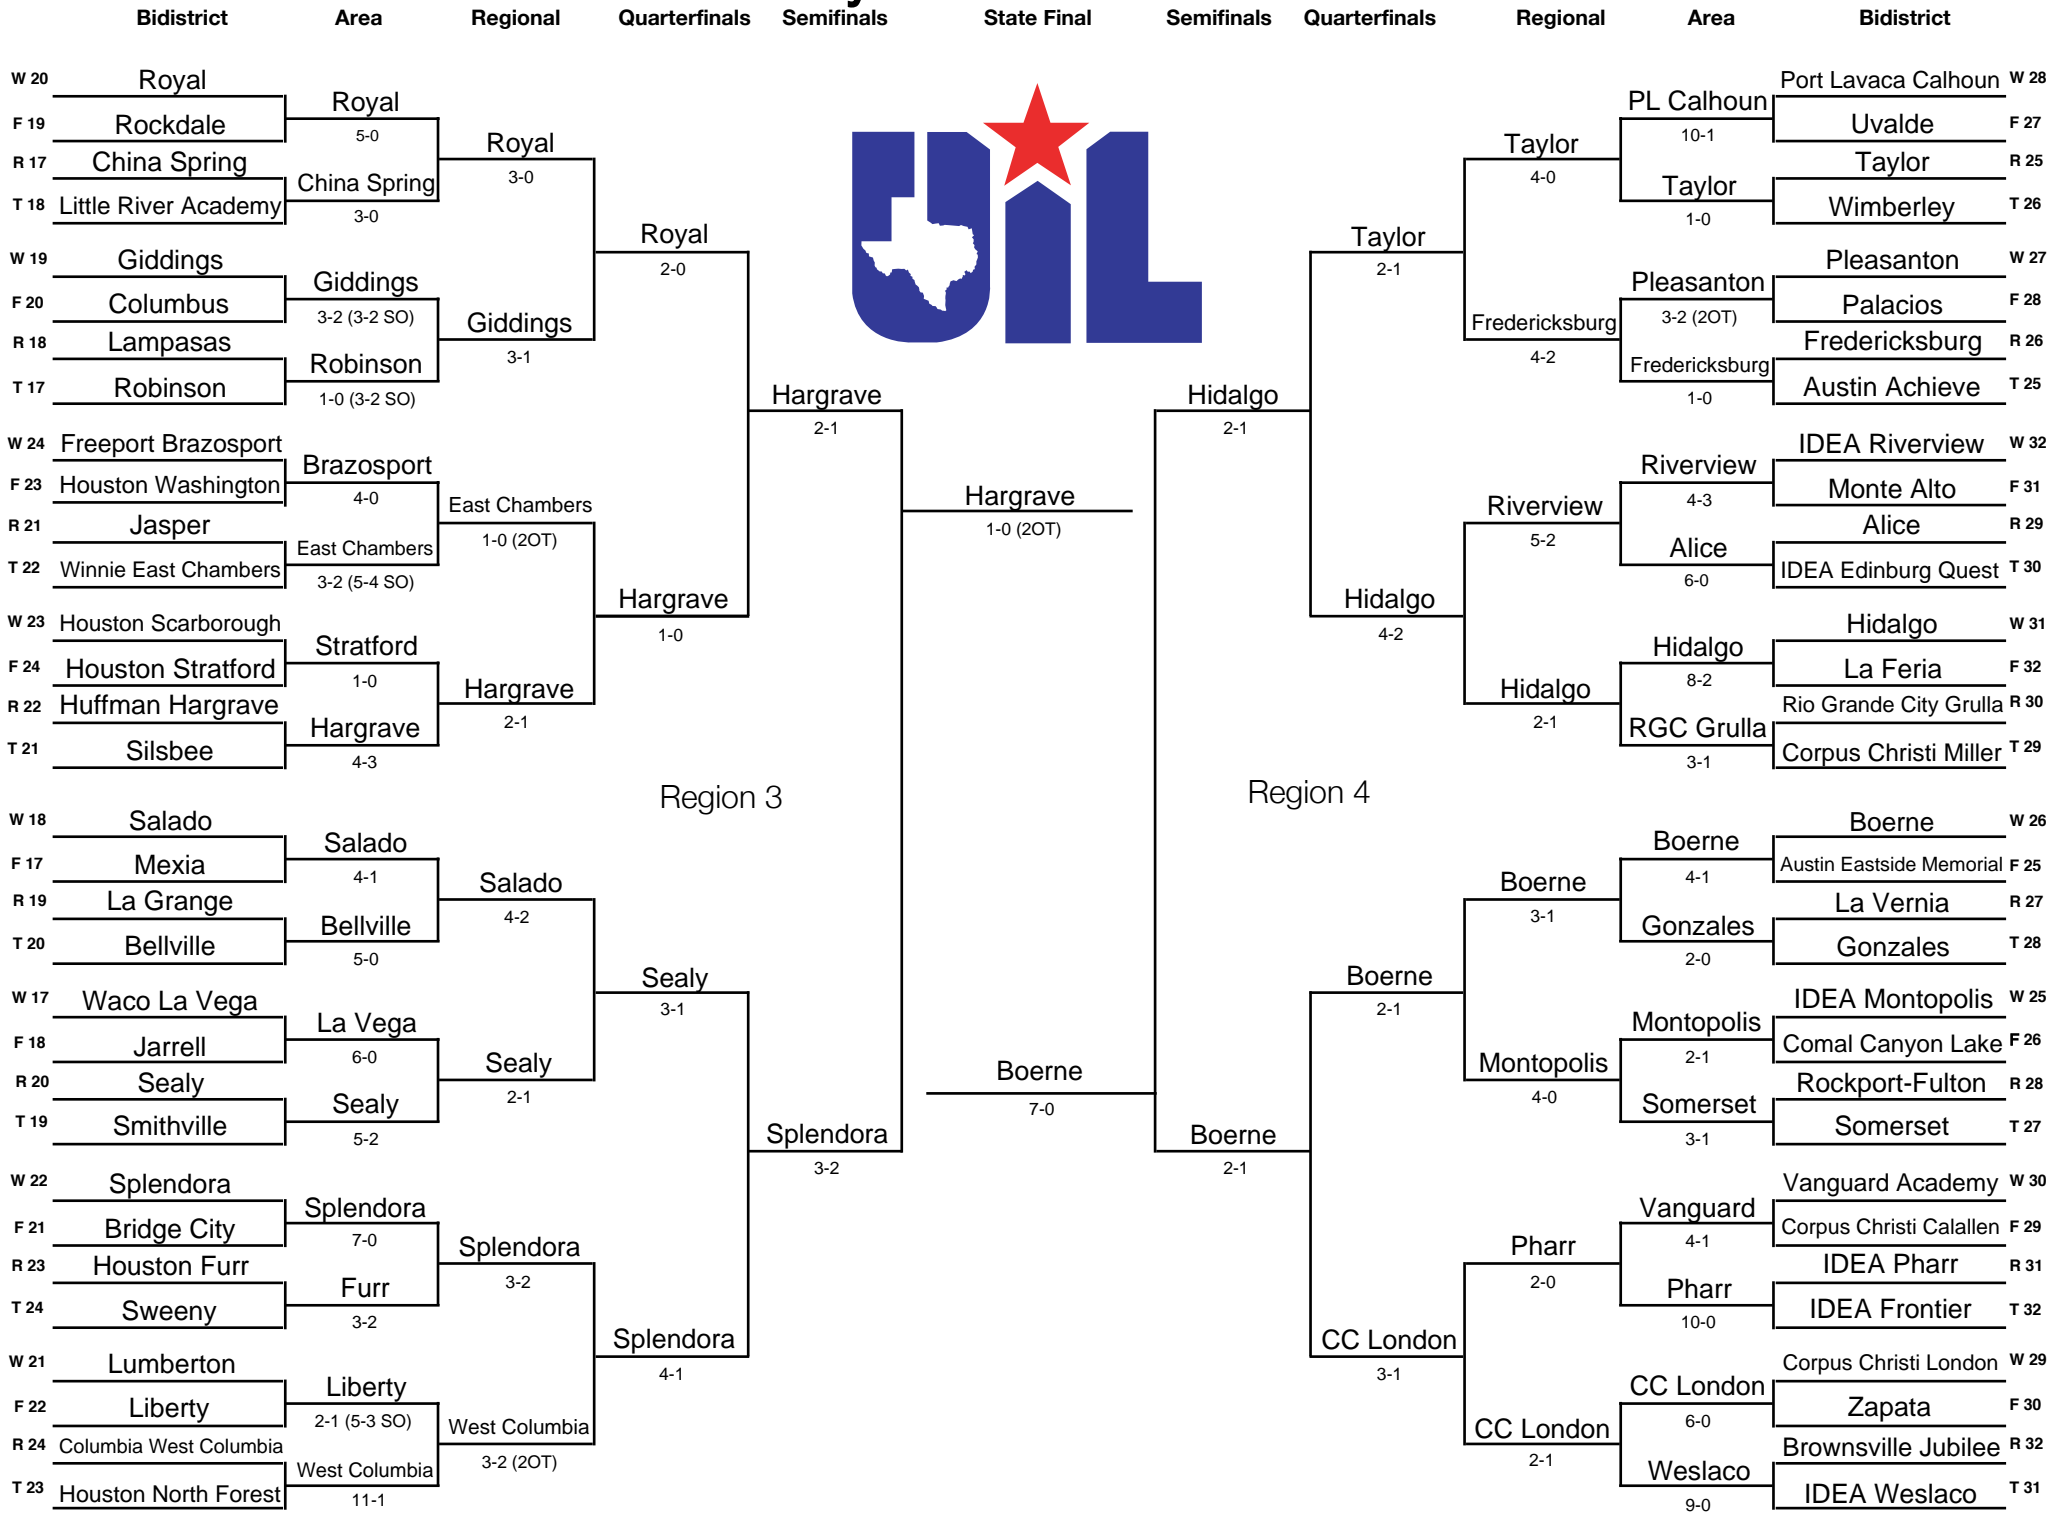 Bidistrict Area Regional Quarterfinals Semifinals State Final Semifinals Quarterfinals Regional Area Bidistrict
W 20 Royal
F 19 Rockdale
R 17 China Spring
T 18 Little River Academy
W 19 Giddings
F 20 Columbus
R 18 Lampasas
T 17 Robinson
W 24 Freeport Brazosport
F 23 Houston Washington
R 21 Jasper
T 22 Winnie East Chambers
W 23 Houston Scarborough
F 24 Houston Stratford
R 22 Huffman Hargrave
T 21 Silsbee
W 18 Salado
F 17 Mexia
R 19 La Grange
T 20 Bellville
W 17 Waco La Vega
F 18 Jarrell
R 20 Sealy
T 19 Smithville
W 22 Splendora
F 21 Bridge City
R 23 Houston Furr
T 24 Sweeny
W 21 Lumberton
F 22 Liberty
R 24 Columbia West Columbia
T 23 Houston North Forest
Royal
5-0
China Spring
3-0
Giddings
3-2 (3-2 SO)
Robinson
1-0 (3-2 SO)
Brazosport
4-0
East Chambers
3-2 (5-4 SO)
Stratford
1-0
Hargrave
4-3
Salado
4-1
Bellville
5-0
La Vega
6-0
Sealy
5-2
Splendora
7-0
Furr
3-2
Liberty
2-1 (5-3 SO)
West Columbia
11-1
Royal
3-0
Giddings
3-1
East Chambers
1-0 (2OT)
Hargrave
2-1
Salado
4-2
Sealy
2-1
Splendora
3-2
West Columbia
3-2 (2OT)
Royal
2-0
Hargrave
1-0
Region 3
Sealy
3-1
Splendora
4-1
Hargrave
2-1
Splendora
3-2
UIL
Hargrave
1-0 (2OT)
Boerne
7-0
Hidalgo
2-1
Boerne
2-1
Taylor
2-1
Hidalgo
4-2
Region 4
Boerne
2-1
CC London
3-1
Taylor
4-0
Fredericksburg
4-2
Riverview
5-2
Hidalgo
2-1
Boerne
3-1
Montopolis
4-0
Pharr
2-0
CC London
2-1
PL Calhoun
10-1
Taylor
1-0
Pleasanton
3-2 (2OT)
Fredericksburg
1-0
Riverview
4-3
Alice
6-0
Hidalgo
8-2
RGC Grulla
3-1
Boerne
4-1
Gonzales
2-0
Montopolis
2-1
Somerset
3-1
Vanguard
4-1
Pharr
10-0
CC London
6-0
Weslaco
9-0
Port Lavaca Calhoun W 28
Uvalde F 27
Taylor R 25
Wimberley T 26
Pleasanton W 27
Palacios F 28
Fredericksburg R 26
Austin Achieve T 25
IDEA Riverview W 32
Monte Alto F 31
Alice R 29
IDEA Edinburg Quest T 30
Hidalgo W 31
La Feria F 32
Rio Grande City Grulla R 30
Corpus Christi Miller T 29
Boerne W 26
Austin Eastside Memorial F 25
La Vernia R 27
Gonzales T 28
IDEA Montopolis W 25
Comal Canyon Lake F 26
Rockport-Fulton R 28
Somerset T 27
Vanguard Academy W 30
Corpus Christi Calallen F 29
IDEA Pharr R 31
IDEA Frontier T 32
Corpus Christi London W 29
Zapata F 30
Brownsville Jubilee R 32
IDEA Weslaco T 31